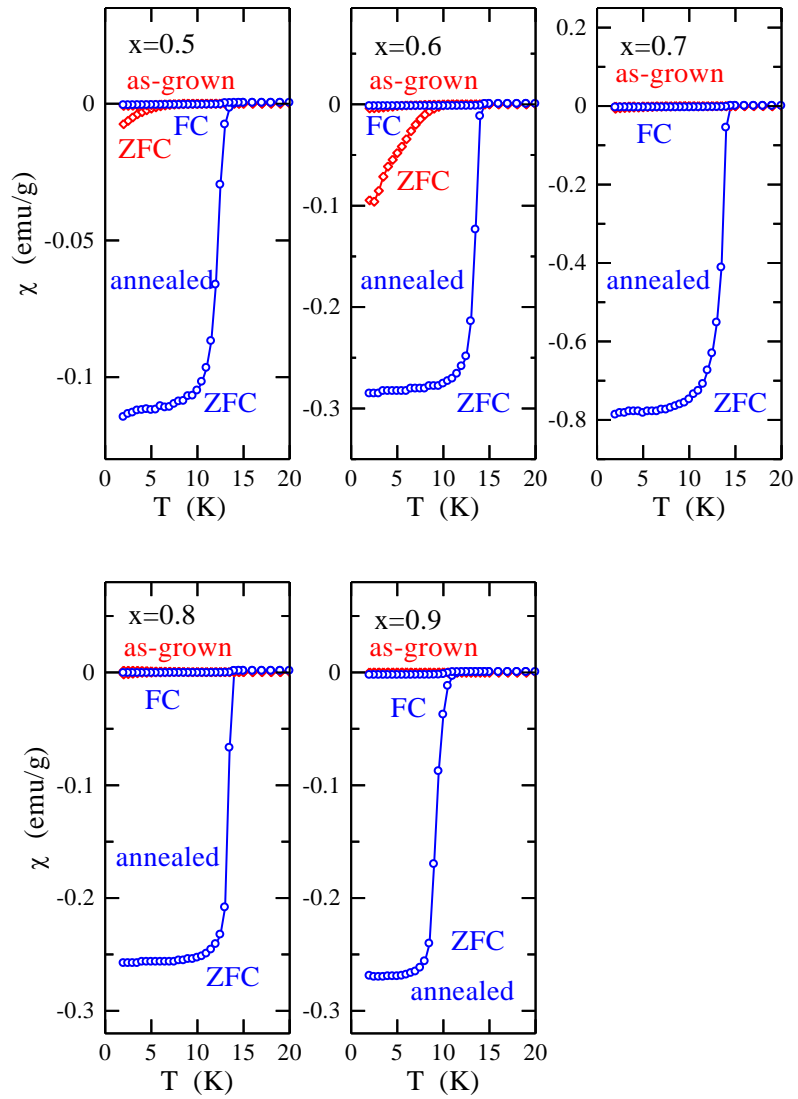 x=0.5
as-grown
FC
ZFC
annealed
ZFC
0
-0.05
-0.1
χ (emu/g)
0 5 10 15 20
T (K)
x=0.6
as-grown
FC
ZFC
annealed
ZFC
0
-0.1
-0.2
-0.3
0 5 10 15 20
T (K)
x=0.7
as-grown
FC
annealed
ZFC
0.2
0
-0.2
-0.4
-0.6
-0.8
0 5 10 15 20
T (K)
x=0.8
as-grown
FC
annealed
ZFC
0
-0.1
-0.2
-0.3
χ (emu/g)
0 5 10 15 20
T (K)
x=0.9
as-grown
FC
ZFC
annealed
0
-0.1
-0.2
-0.3
0 5 10 15 20
T (K)